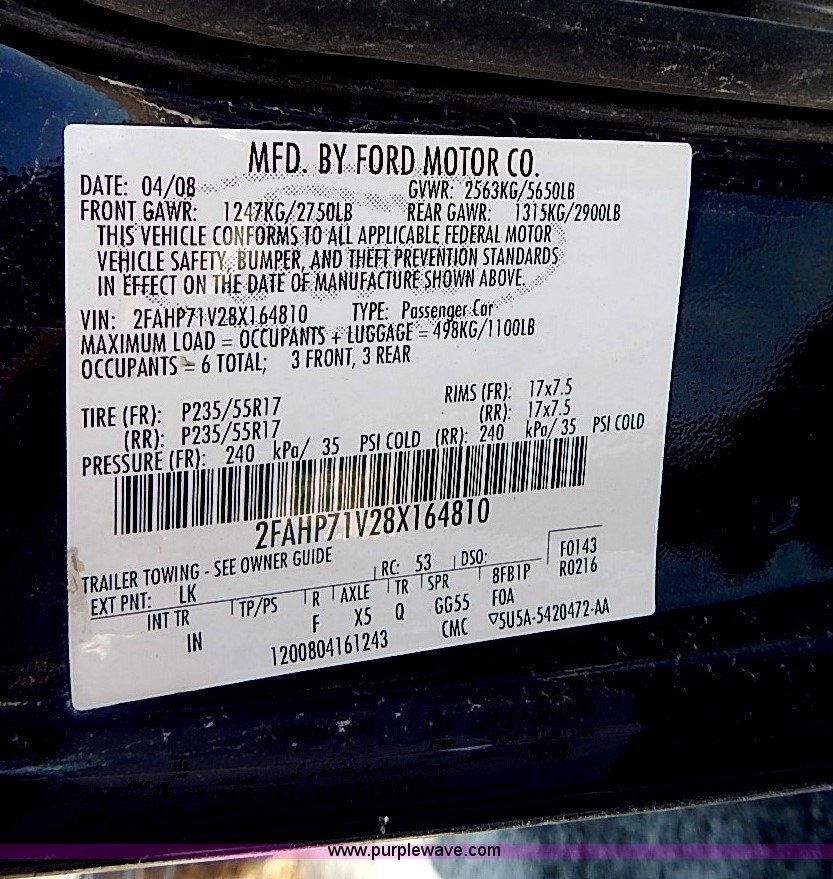 MFD. BY FORD MOTOR CO.
DATE: 04/08 GVWR: 2563KG/5650LB
FRONT GAWR: 1247KG/2750LB REAR GAWR: 1315KG/2900LB
THIS VEHICLE CONFORMS TO ALL APPLICABLE FEDERAL MOTOR
VEHICLE SAFETY, BUMPER, AND THEFT PREVENTION STANDARDS
IN EFFECT ON THE DATE OF MANUFACTURE SHOWN ABOVE.
VIN: 2FAHP71V28X164810 TYPE: Passenger Car
MAXIMUM LOAD = OCCUPANTS + LUGGAGE = 498KG/1100LB
OCCUPANTS = 6 TOTAL; 3 FRONT, 3 REAR
TIRE (FR): P235/55R17 RIMS (FR): 17x7.5
(RR): P235/55R17 (RR): 17x7.5
PRESSURE (FR): 240 kPa/ 35 PSI COLD (RR): 240 kPa/ 35 PSI COLD
2FAHP71V28X164810
TRAILER TOWING - SEE OWNER GUIDE
EXT PNT: LK RC: 53 DSO: F0143
INT TR TP/PS R AXLE TR SPR 8FB1P R0216
IN F X5 Q GG55 FOA
1200804161243 CMC ▽5U5A-5420472-AA
www.purplewave.com